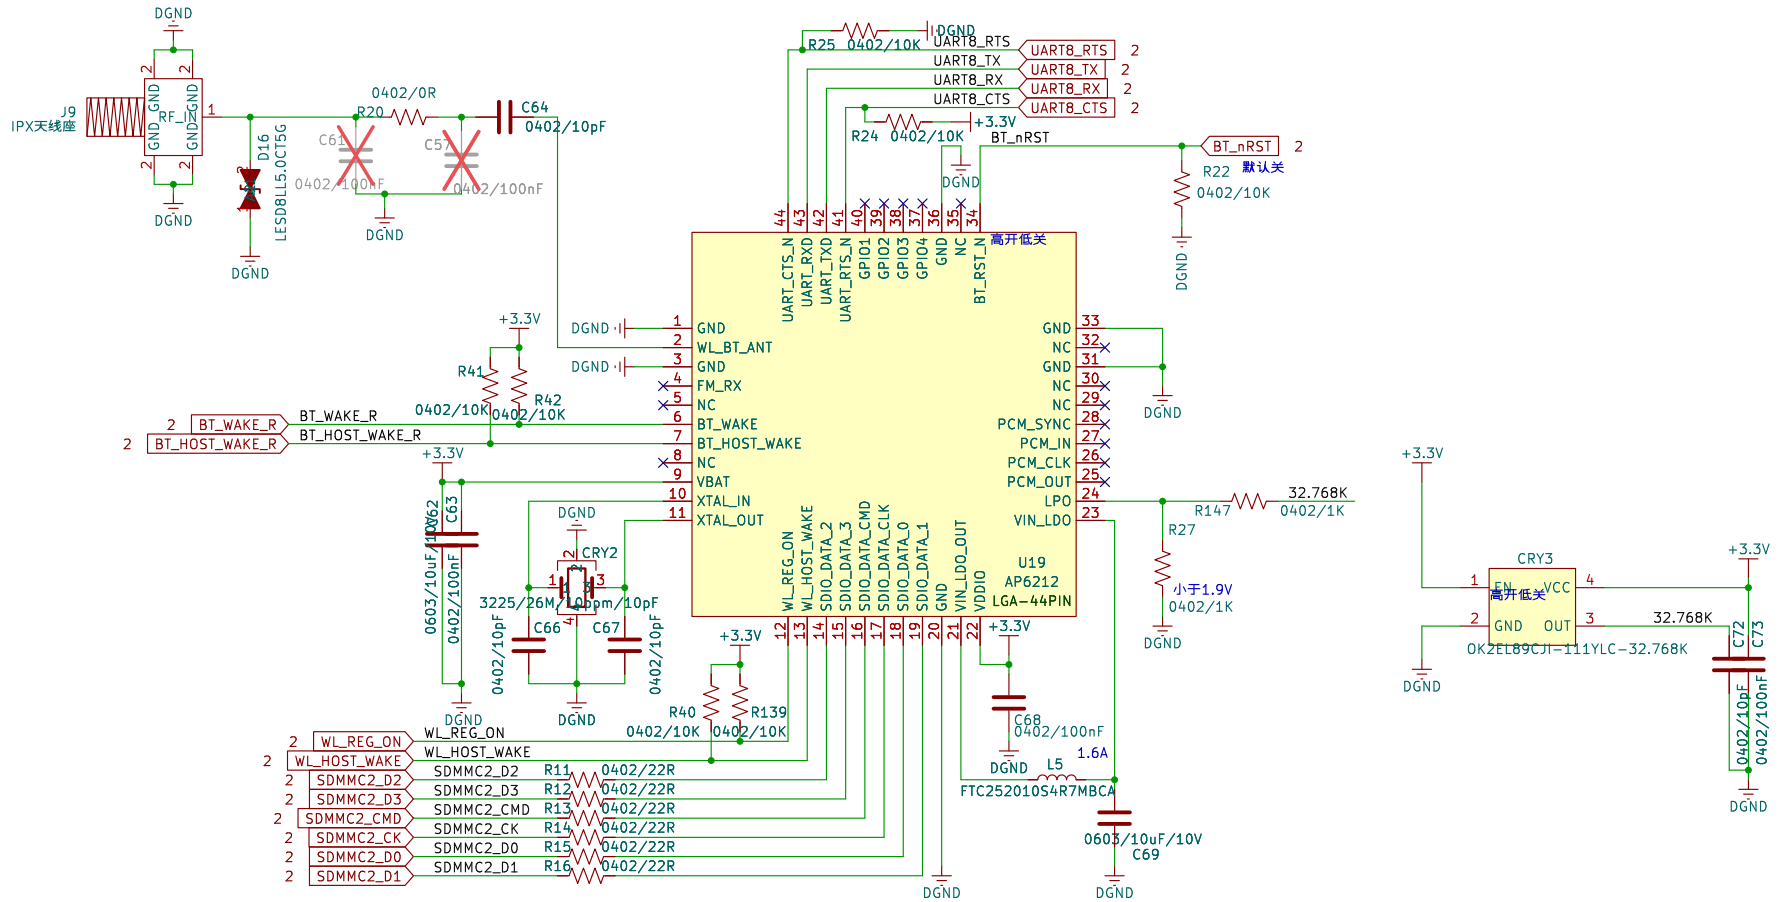 DGND
2
2
GND
GND
J9
IPX天线座
RF_IN
1
GND
GND
2
2
DGND
D16
LESD8LL5.0CT5G
DGND
0402/0R
R20
C61
0402/100nF
C57
0402/100nF
DGND
C64
0402/10pF
R25
0402/10K
DGND
UART8_RTS
UART8_RTS
2
UART8_TX
UART8_TX
2
UART8_RX
UART8_RX
2
UART8_CTS
UART8_CTS
2
R24
0402/10K
+3.3V
BT_nRST
BT_nRST
2
默认关
R22
0402/10K
DGND
DGND
44
43
42
41
40
39
38
37
36
35
34
UART_CTS_N
UART_RXD
UART_TXD
UART_RTS_N
GPIO1
GPIO2
GPIO3
GPIO4
GND
NC
BT_RST_N
高开低关
DGND
1
GND
2
WL_BT_ANT
DGND
3
GND
4
FM_RX
5
NC
6
BT_WAKE
7
BT_HOST_WAKE
8
NC
9
VBAT
10
XTAL_IN
11
XTAL_OUT
33
GND
32
NC
31
GND
30
NC
29
NC
28
PCM_SYNC
27
PCM_IN
26
PCM_CLK
25
PCM_OUT
24
LPO
23
VIN_LDO
DGND
+3.3V
R41
0402/10K
R42
0402/10K
2
BT_WAKE_R
BT_WAKE_R
2
BT_HOST_WAKE_R
BT_HOST_WAKE_R
+3.3V
C62
0603/10uF/10V
C63
0402/100nF
DGND
DGND
CRY2
2
1
3
4
3225/26M/10ppm/10pF
C66
0402/10pF
C67
0402/10pF
DGND
WL_REG_ON
WL_HOST_WAKE
SDIO_DATA_2
SDIO_DATA_3
SDIO_DATA_CMD
SDIO_DATA_CLK
SDIO_DATA_0
SDIO_DATA_1
GND
VIN_LDO_OUT
VDDIO
U19
AP6212
LGA-44PIN
12
13
14
15
16
17
18
19
20
21
22
R147
0402/1K
32.768K
R27
小于1.9V
0402/1K
DGND
+3.3V
R40
0402/10K
R139
0402/10K
2
WL_REG_ON
WL_REG_ON
2
WL_HOST_WAKE
WL_HOST_WAKE
2
SDMMC2_D2
SDMMC2_D2
R11
0402/22R
2
SDMMC2_D3
SDMMC2_D3
R12
0402/22R
2
SDMMC2_CMD
SDMMC2_CMD
R13
0402/22R
2
SDMMC2_CK
SDMMC2_CK
R14
0402/22R
2
SDMMC2_D0
SDMMC2_D0
R15
0402/22R
2
SDMMC2_D1
SDMMC2_D1
R16
0402/22R
DGND
+3.3V
C68
0402/100nF
DGND
1.6A
L5
FTC252010S4R7MBCA
0603/10uF/10V
C69
DGND
+3.3V
CRY3
1
EN
高开低关
VCC
4
2
GND
OUT
3
OK2EL89CJI-111YLC-32.768K
DGND
+3.3V
32.768K
C72
0402/10pF
C73
0402/100nF
DGND